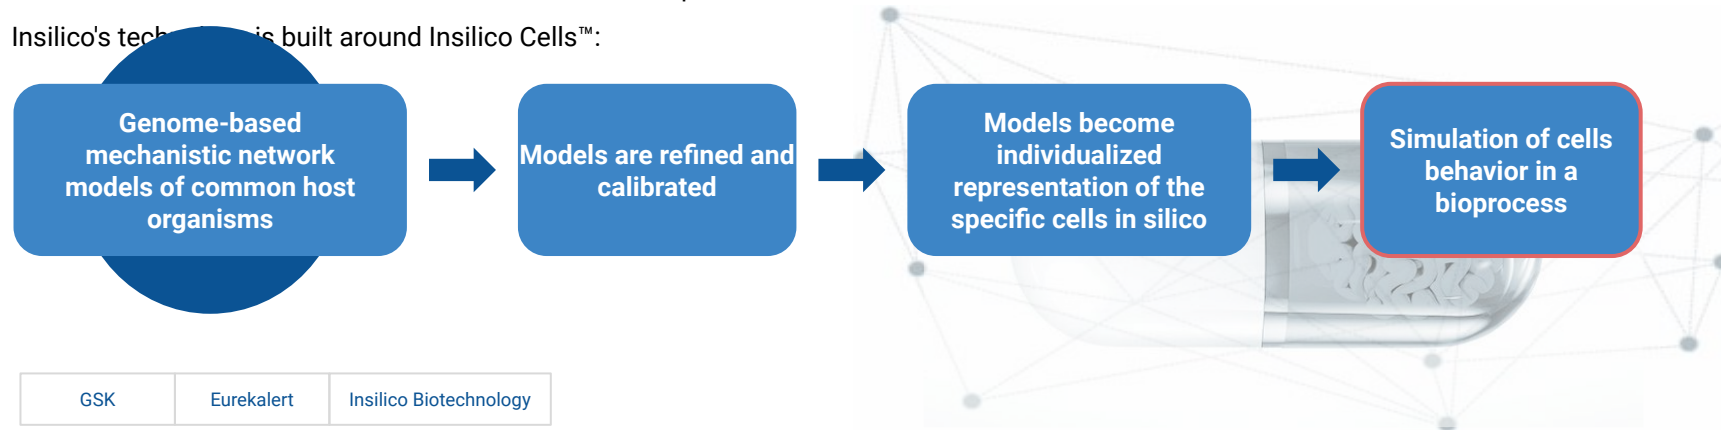 Insilico's is built around Insilico Cells™:
Genome-based
mechanistic network
models of common host
organisms
Models are refined and
calibrated
Models become
individualized
representation of the
specific cells in silico
Simulation of cells
behavior in a
bioprocess
GSK
Eurekalert
Insilico Biotechnology